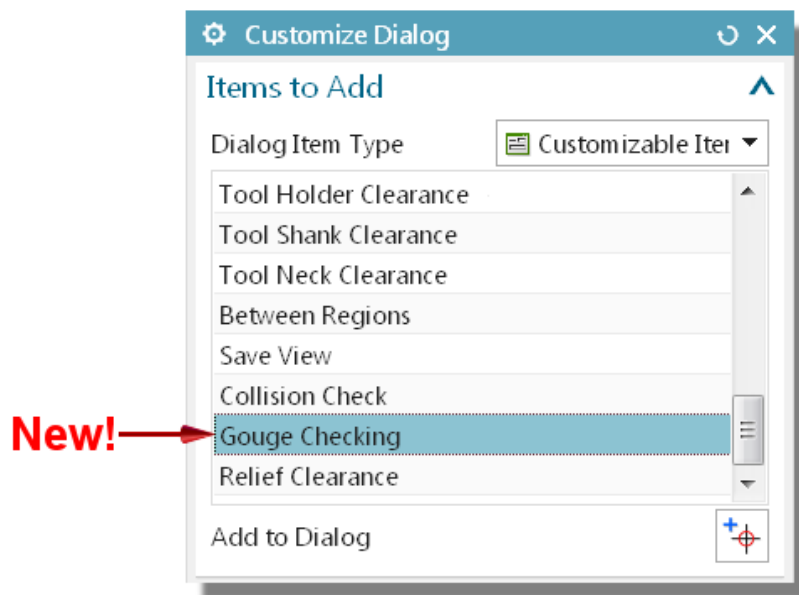 Customize Dialog
Items to Add
Dialog Item Type
Customizable Iter
Tool Holder Clearance
Tool Shank Clearance
Tool Neck Clearance
Between Regions
Save View
Collision Check
New!
Gouge Checking
Relief Clearance
Add to Dialog